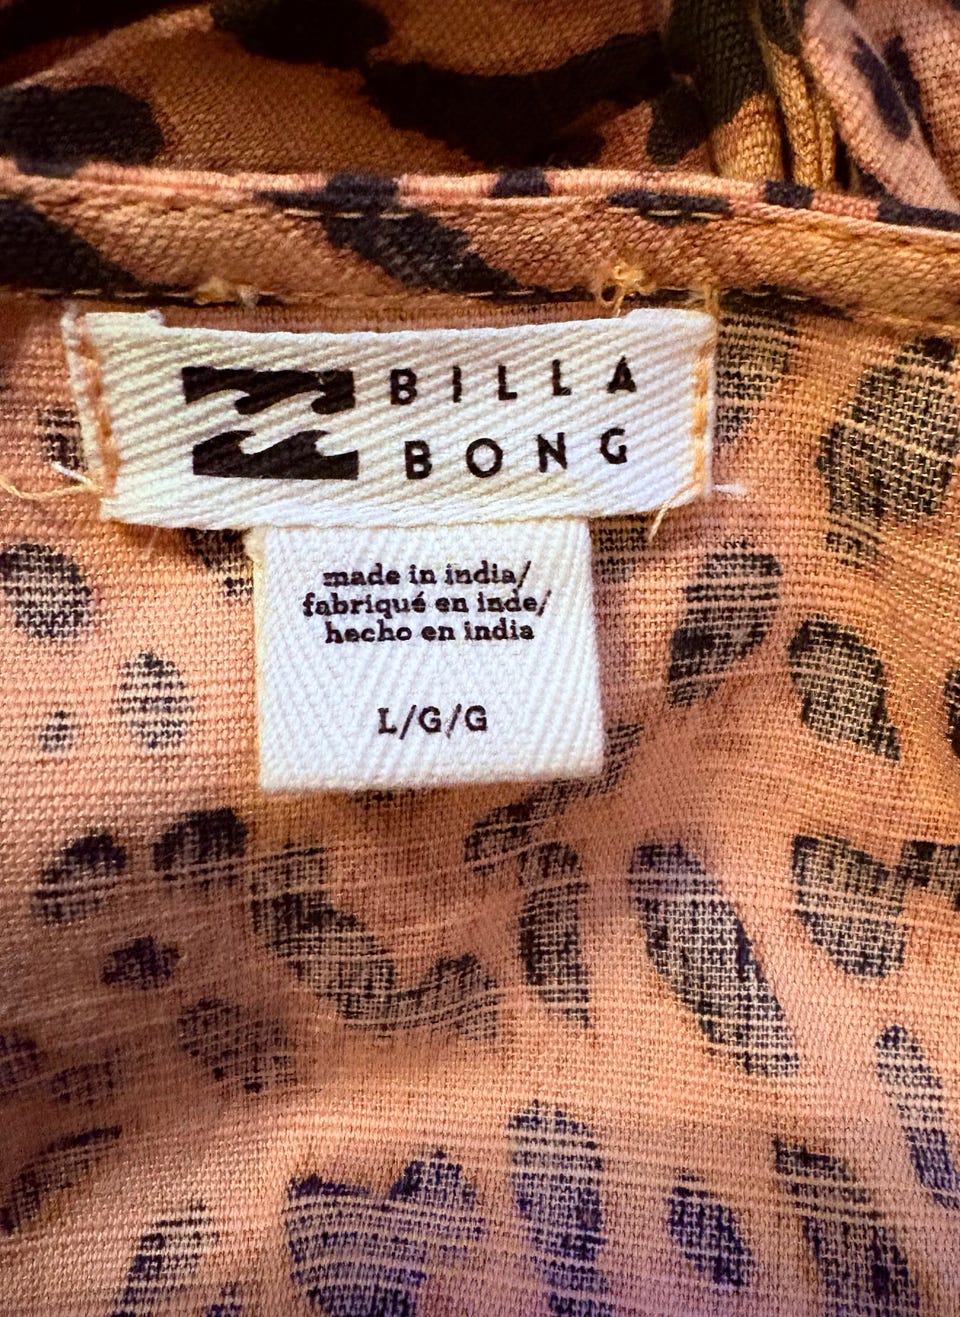 BILLA
BONG
made in india/
fabriqué en inde/
hecho en india
L/G/G